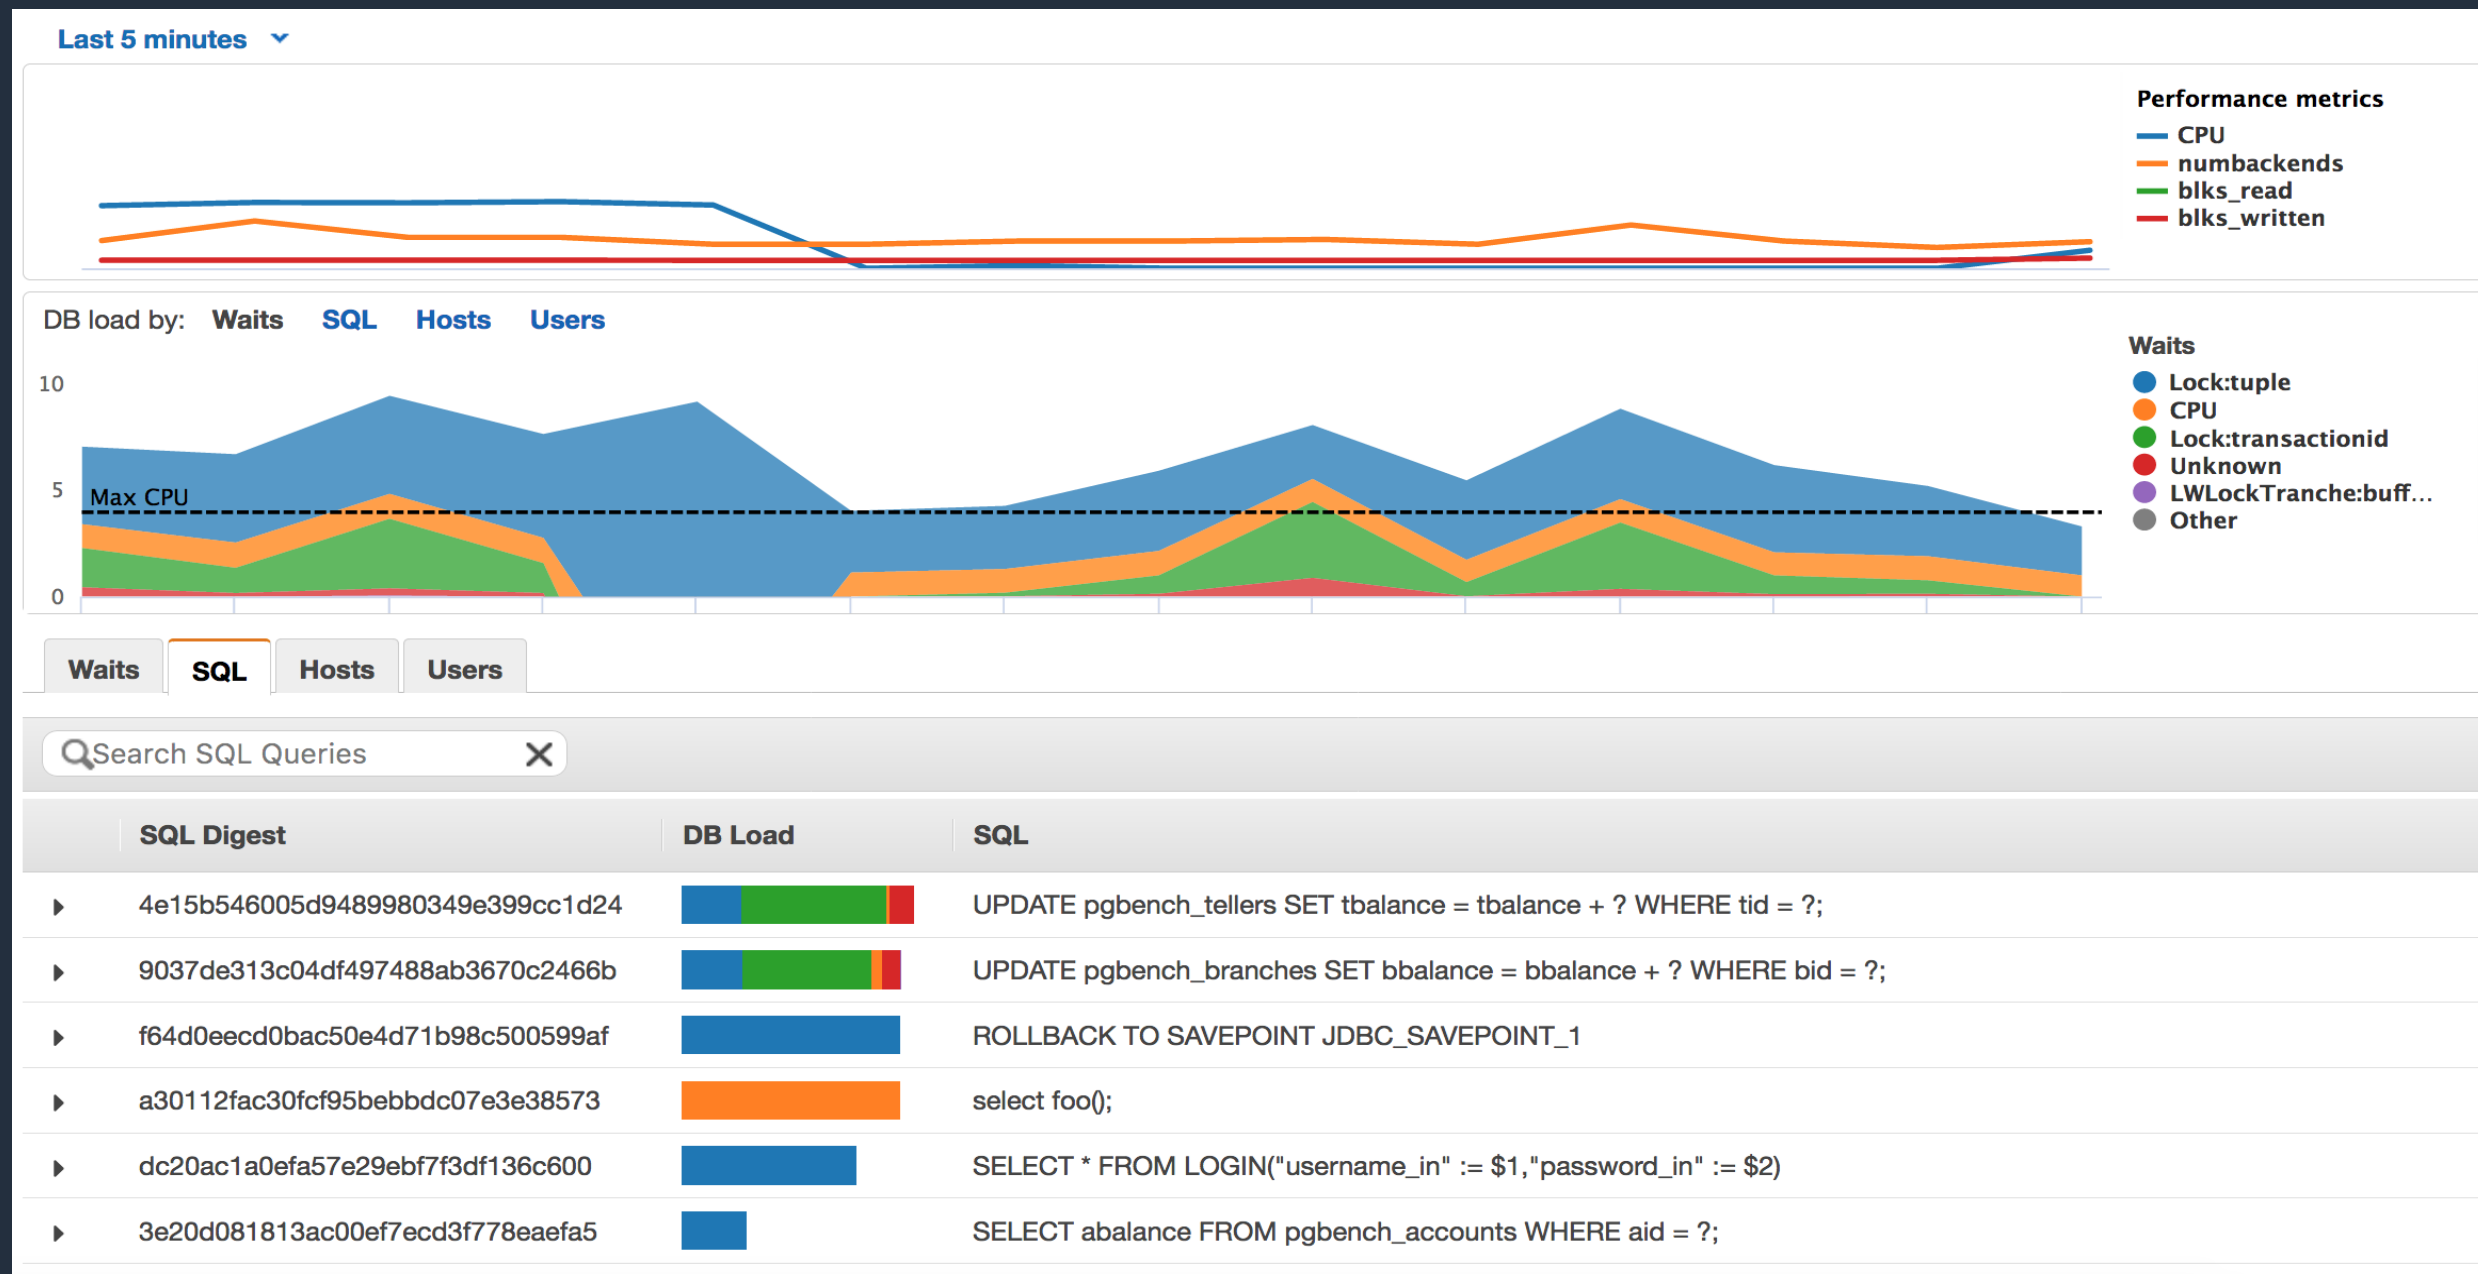 Last 5 minutes
Performance metrics
CPU
numbackends
blks_read
blks_written
DB load by: Waits SQL Hosts Users
Waits
Lock:tuple
CPU
Lock:transactionid
Unknown
LWLockTranche:buff...
Other
10
5
0
Max CPU
Waits SQL Hosts Users
Search SQL Queries
SQL Digest DB Load SQL
4e15b546005d9489980349e399cc1d24 UPDATE pgbench_tellers SET tbalance = tbalance + ? WHERE tid = ?;
9037de313c04df497488ab3670c2466b UPDATE pgbench_branches SET bbalance = bbalance + ? WHERE bid = ?;
f64d0eecd0bac50e4d71b98c500599af ROLLBACK TO SAVEPOINT JDBC_SAVEPOINT_1
a30112fac30fcf95bebbdc07e3e38573 select foo();
dc20ac1a0efa57e29ebf7f3df136c600 SELECT * FROM LOGIN("username_in" := $1,"password_in" := $2)
3e20d081813ac00ef7ecd3f778eaefa5 SELECT abalance FROM pgbench_accounts WHERE aid = ?;